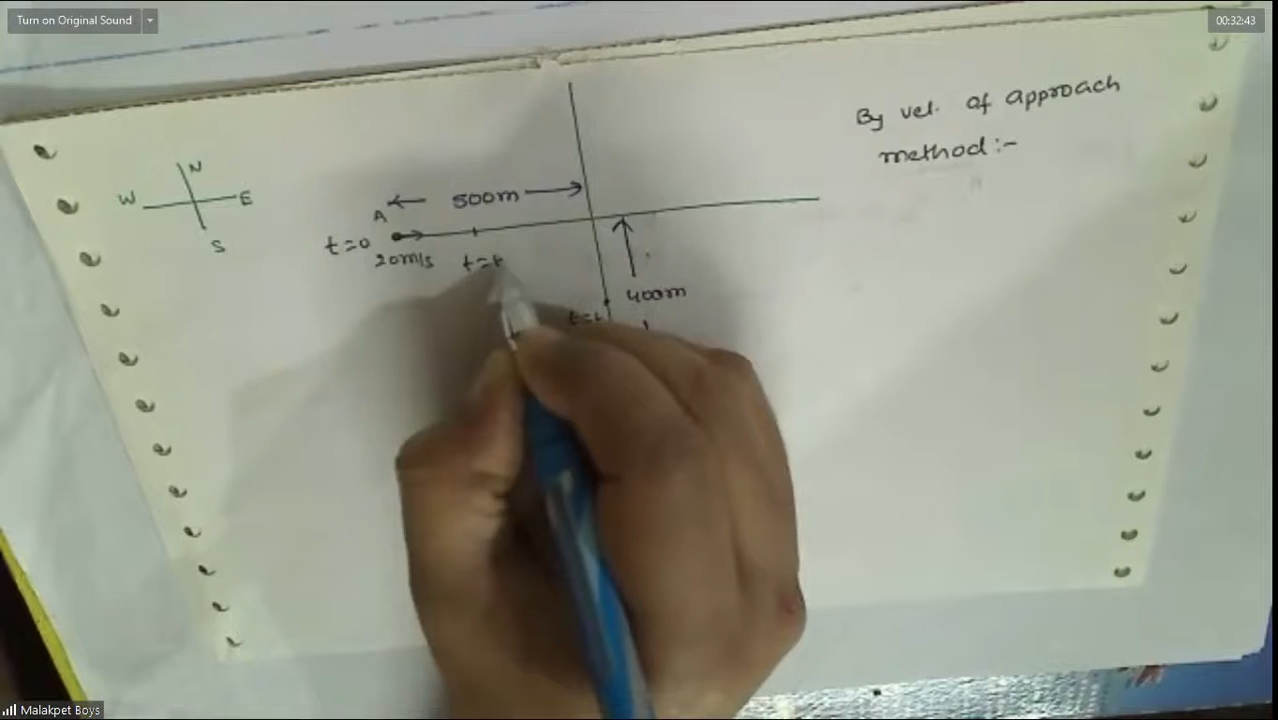 Turn on Original Sound
00:32:43
By vel. of approach
method :-
N
W E
S
500m
A
t=0
20m/s
t=t
400m
Malakpet Boys